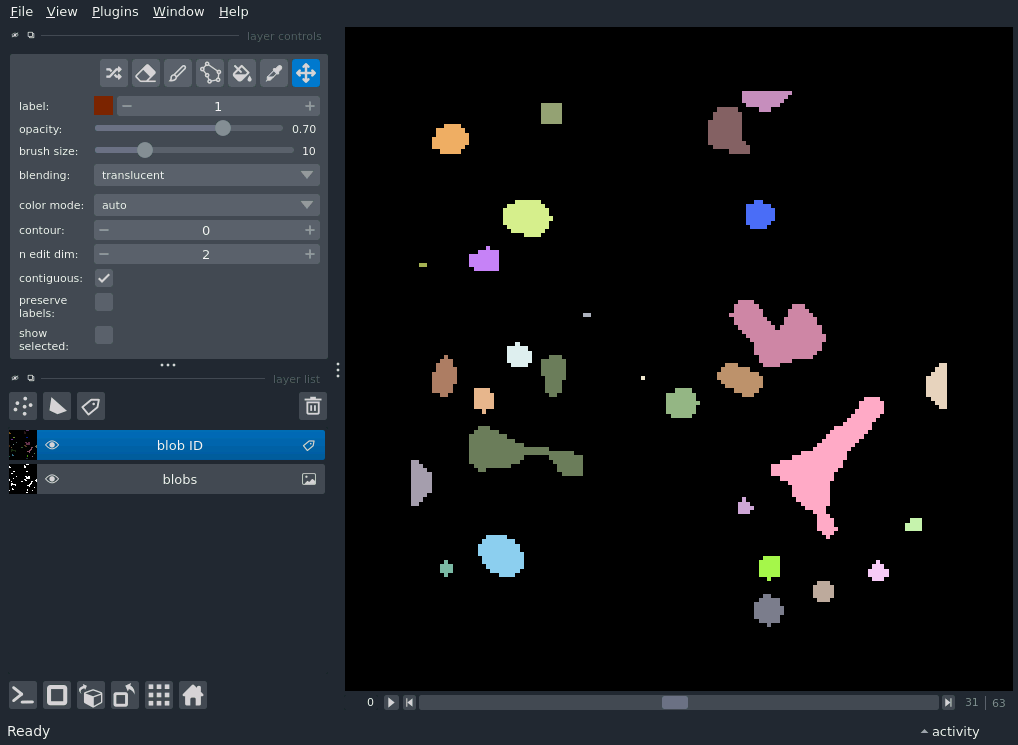 File View Plugins Window Help
layer controls
label: 1
opacity: 0.70
brush size: 10
blending: translucent
color mode: auto
contour: 0
n edit dim: 2
contiguous:
preserve
labels:
show
selected:
layer list
blob ID
blobs
0 31 | 63
Ready activity